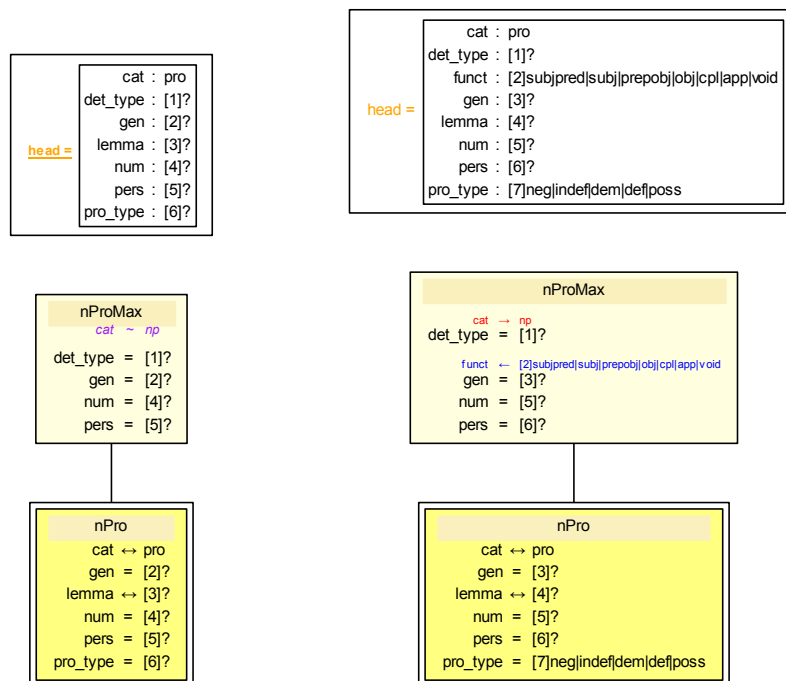 head =
cat : pro
det_type : [1]?
gen : [2]?
lemma : [3]?
num : [4]?
pers : [5]?
pro_type : [6]?
head =
cat : pro
det_type : [1]?
funct : [2]subjpred|subj|prepobj|obj|cpl|app|void
gen : [3]?
lemma : [4]?
num : [5]?
pers : [6]?
pro_type : [7]neg|indef|dem|def|poss
nProMax
cat ~ np
det_type = [1]?
gen = [2]?
num = [4]?
pers = [5]?
nPro
cat ↔ pro
gen = [2]?
lemma ↔ [3]?
num = [4]?
pers = [5]?
pro_type = [6]?
nProMax
cat → np
det_type = [1]?
funct ← [2]subjpred|subj|prepobj|obj|cpl|app|void
gen = [3]?
num = [5]?
pers = [6]?
nPro
cat ↔ pro
gen = [3]?
lemma ↔ [4]?
num = [5]?
pers = [6]?
pro_type = [7]neg|indef|dem|def|poss